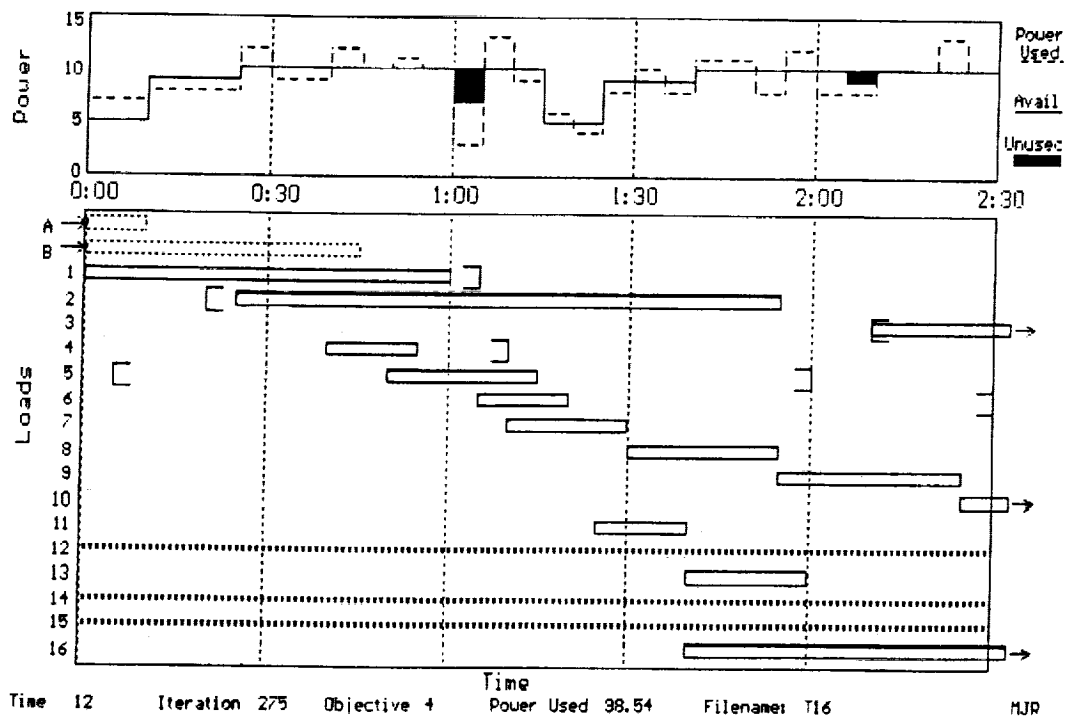 15
10
5
0
Power
0:00 0:30 1:00 1:30 2:00 2:30
Power
Used
Avail
Unused
A
B
1
2
3
4
5
6
7
8
9
10
11
12
13
14
15
16
Loads
Time
Time 12 Iteration 275 Objective 4 Power Used 98.54 Filename: T16 MJR